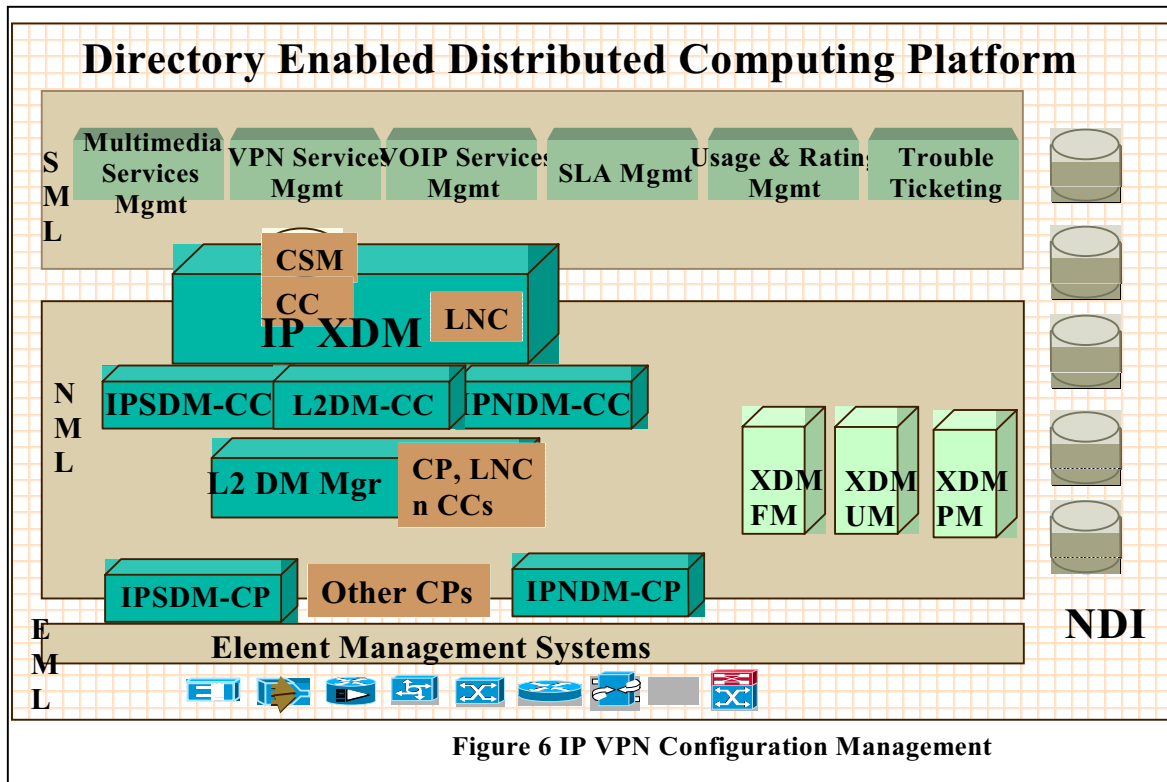 Directory Enabled Distributed Computing Platform
S
M
L
Multimedia
Services
Mgmt
VPN Services
Mgmt
VOIP Services
Mgmt
SLA Mgmt
Usage & Rating
Mgmt
Trouble
Ticketing
CSM
CC
LNC
IP XDM
N
M
L
IPSDM-CC
L2DM-CC
IPNDM-CC
L2 DM Mgr
CP, LNC
n CCs
XDM
FM
XDM
UM
XDM
PM
IPSDM-CP
Other CPs
IPNDM-CP
NDI
E
M
L
Element Management Systems
Figure 6 IP VPN Configuration Management